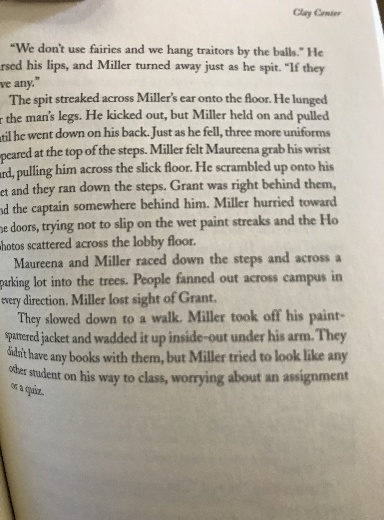 Clay Center
"We don't use fairies and we hang traitors by the balls." He
rsed his lips, and Miller turned away just as he spit. "If they
ve any."
The spit streaked across Miller's ear onto the floor. He lunged
r the man's legs. He kicked out, but Miller held on and pulled
til he went down on his back. Just as he fell, three more uniforms
peared at the top of the steps. Miller felt Maureena grab his wrist
rd, pulling him across the slick floor. He scrambled up onto his
et and they ran down the steps. Grant was right behind them,
nd the captain somewhere behind him. Miller hurried toward
he doors, trying not to slip on the wet paint streaks and the Ho
hotos scattered across the lobby floor.
Maureena and Miller raced down the steps and across a
parking lot into the trees. People fanned out across campus in
every direction. Miller lost sight of Grant.
They slowed down to a walk. Miller took off his paint-
spattered jacket and wadded it up inside-out under his arm. They
didn't have any books with them, but Miller tried to look like any
other student on his way to class, worrying about an assignment
or a quiz.